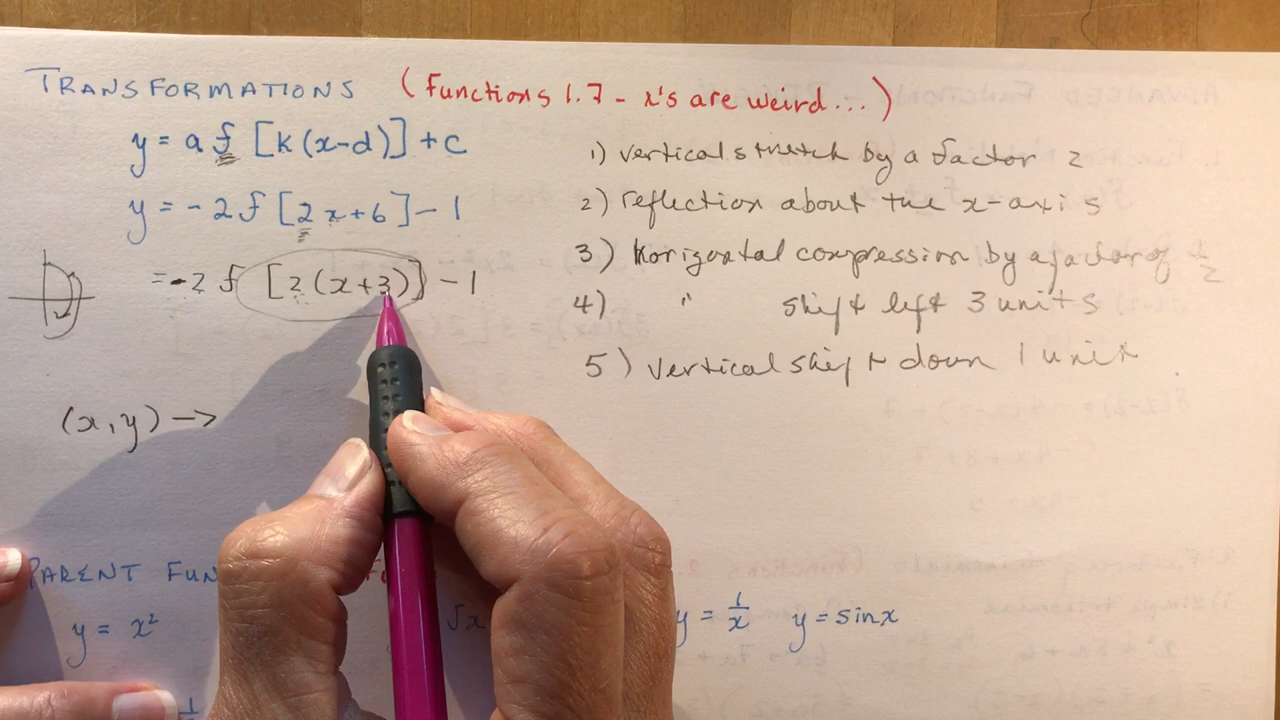 TRANSFORMATIONS (Functions 1.7 - x's are weird...)
y = a f [k(x-d)] + c
y = -2 f [2x+6] - 1
= -2 f [2(x+3)] - 1
(x, y) →
1) vertical stretch by a factor 2
2) reflection about the x-axis
3) horizontal compression by a factor of 1/2
4) " shift left 3 units
5) vertical shift down 1 unit
PARENT FUN
y = x²
√x
y = 1/x
y = sinx